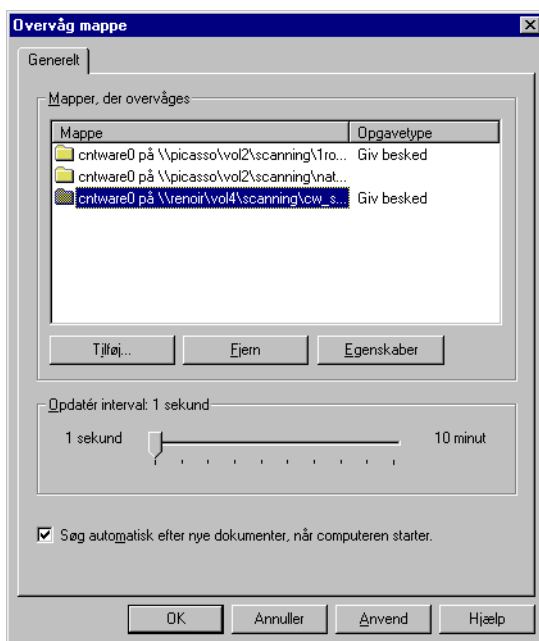 Overvåg mappe
Generelt
Mapper, der overvåges
Mappe Opgavetype
cntware0 på \\picasso\vol2\scanning\1ro... Giv besked
cntware0 på \\picasso\vol2\scanning\nat...
cntware0 på \\renoir\vol4\scanning\cw_s... Giv besked
Tilføj... Fjern Egenskaber
Opdatér interval: 1 sekund
1 sekund 10 minut
Søg automatisk efter nye dokumenter, når computeren starter.
OK Annuller Anvend Hjælp